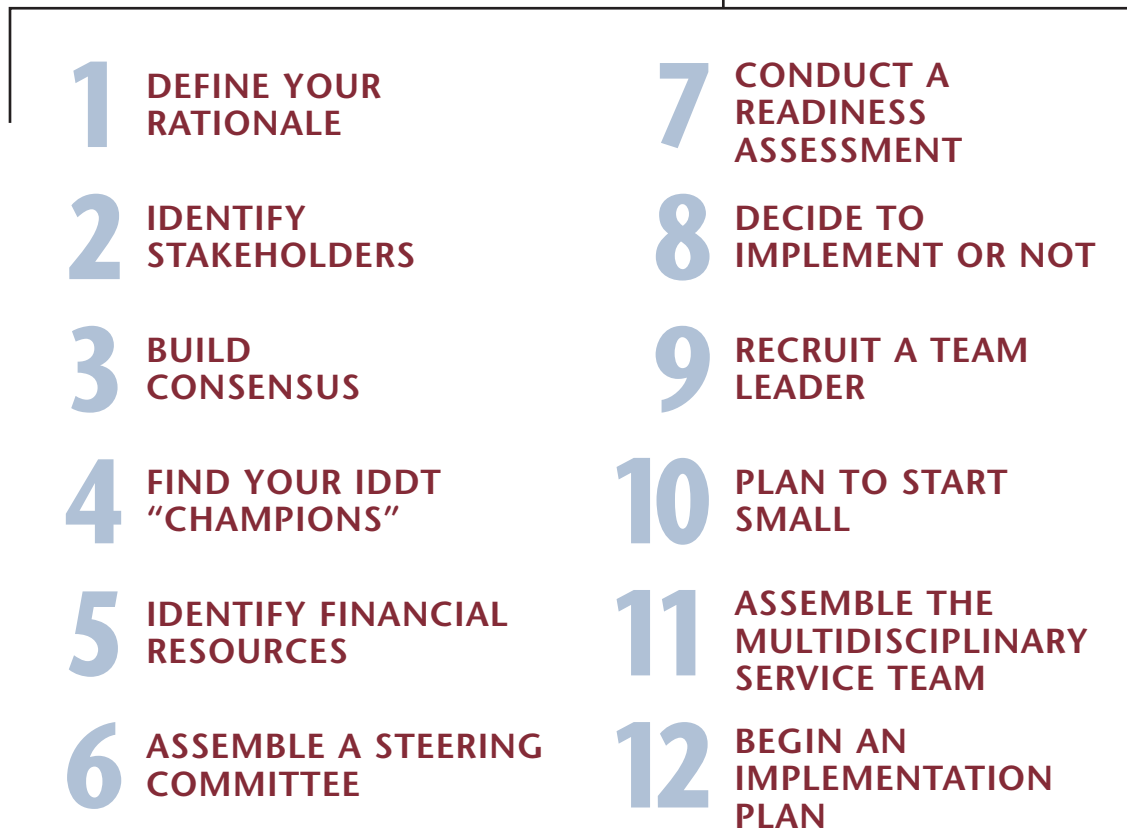 1 DEFINE YOUR
RATIONALE
2 IDENTIFY
STAKEHOLDERS
3 BUILD
CONSENSUS
4 FIND YOUR IDDT
“CHAMPIONS”
5 IDENTIFY FINANCIAL
RESOURCES
6 ASSEMBLE A STEERING
COMMITTEE
7 CONDUCT A
READINESS
ASSESSMENT
8 DECIDE TO
IMPLEMENT OR NOT
9 RECRUIT A TEAM
LEADER
10 PLAN TO START
SMALL
11 ASSEMBLE THE
MULTIDISCIPLINARY
SERVICE TEAM
12 BEGIN AN
IMPLEMENTATION
PLAN